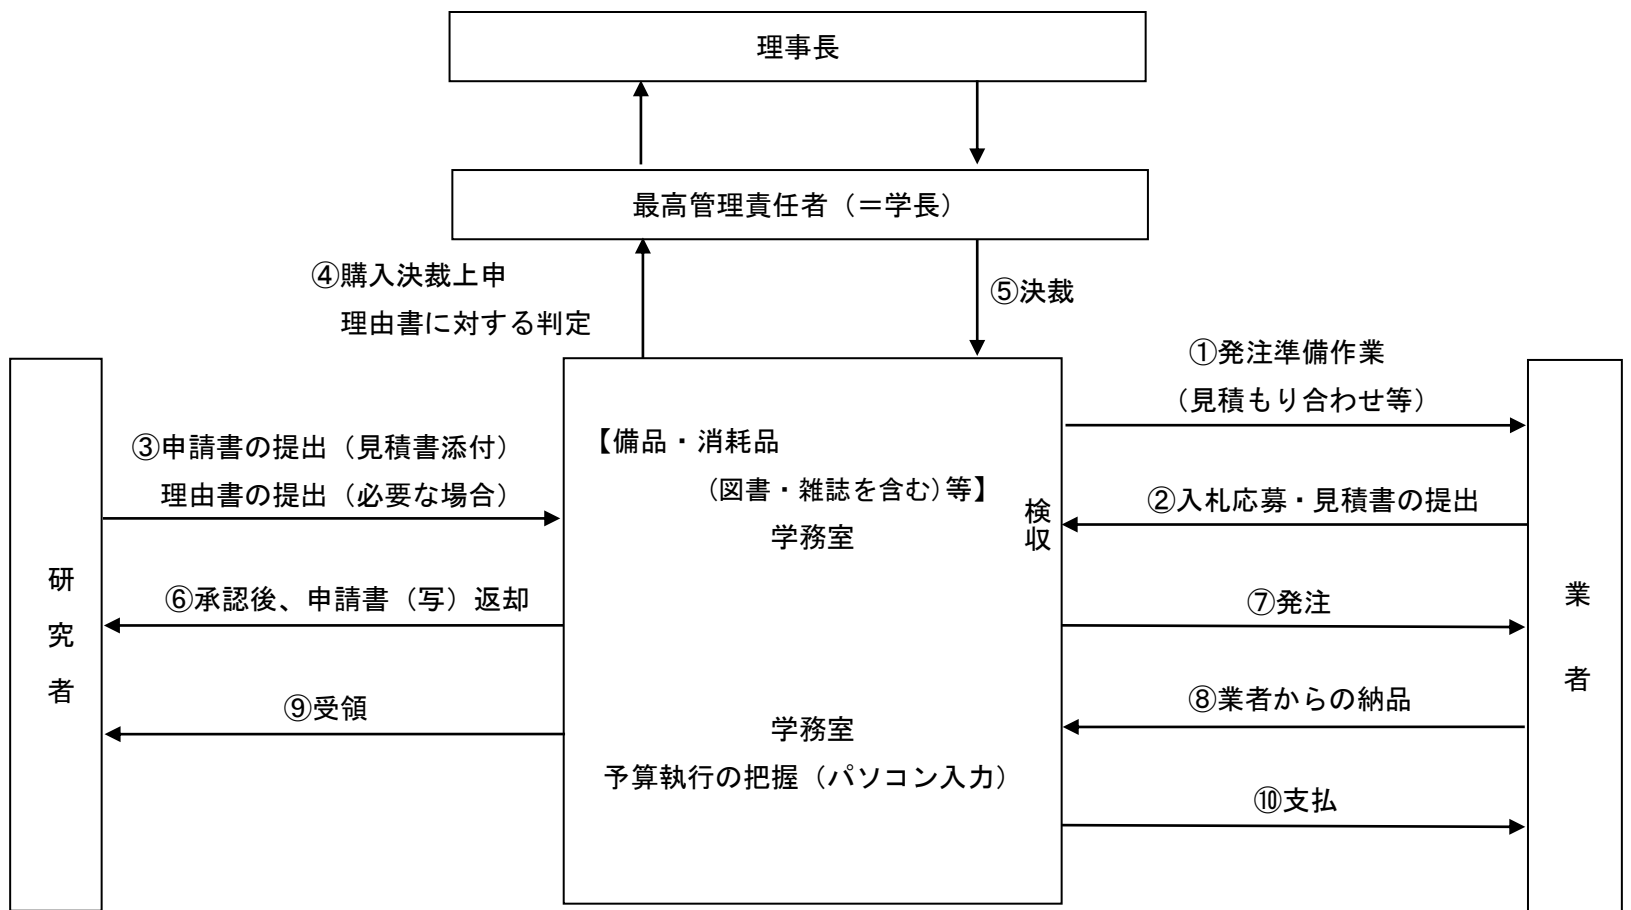 理事長
最高管理責任者（＝学長）
④購入決裁上申
理由書に対する判定
⑤決裁
①発注準備作業
（見積もり合わせ等）
③申請書の提出（見積書添付）
理由書の提出（必要な場合）
【備品・消耗品
（図書・雑誌を含む）等】
学務室
検収
②入札応募・見積書の提出
研究者
⑥承認後、申請書（写）返却
⑦発注
業者
⑨受領
⑧業者からの納品
学務室
予算執行の把握（パソコン入力）
⑩支払